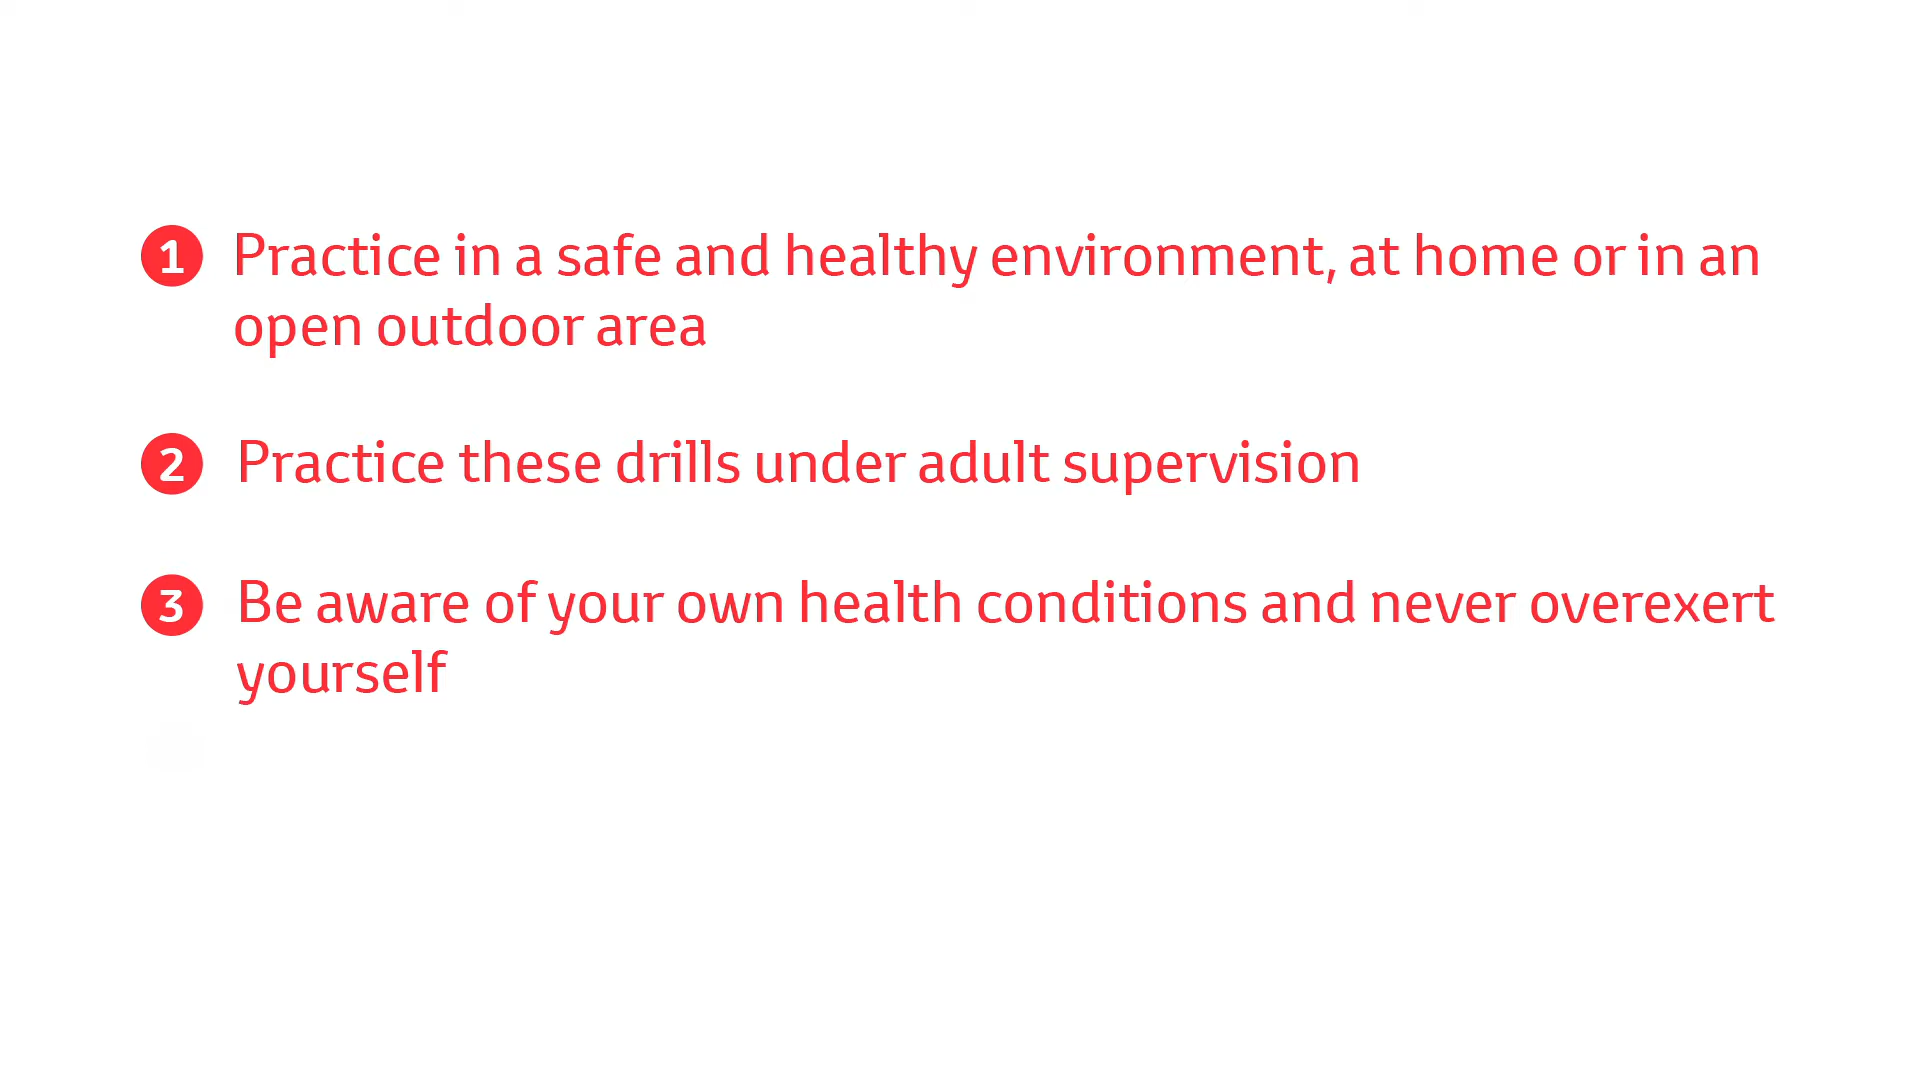 1 Practice in a safe and healthy environment, at home or in an
open outdoor area
2 Practice these drills under adult supervision
3 Be aware of your own health conditions and never overexert
yourself